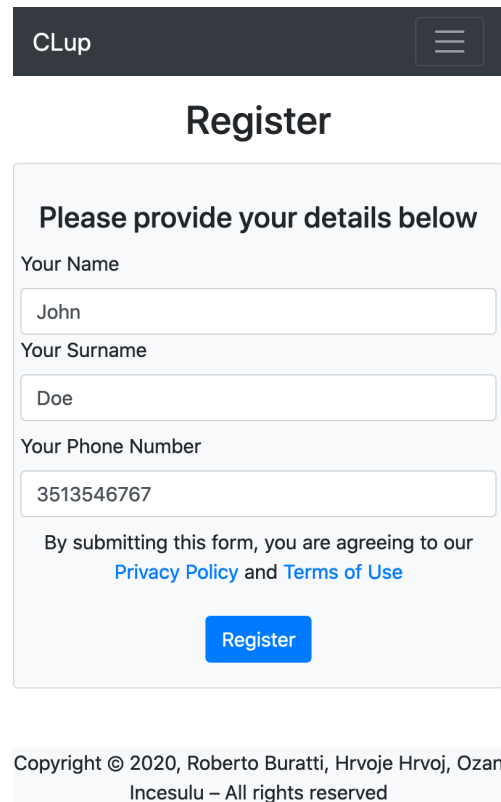 CLup
Register
Please provide your details below
Your Name
John
Your Surname
Doe
Your Phone Number
3513546767
By submitting this form, you are agreeing to our
Privacy Policy and Terms of Use
Register
Copyright © 2020, Roberto Buratti, Hrvoje Hrvoj, Ozan
Incesulu – All rights reserved